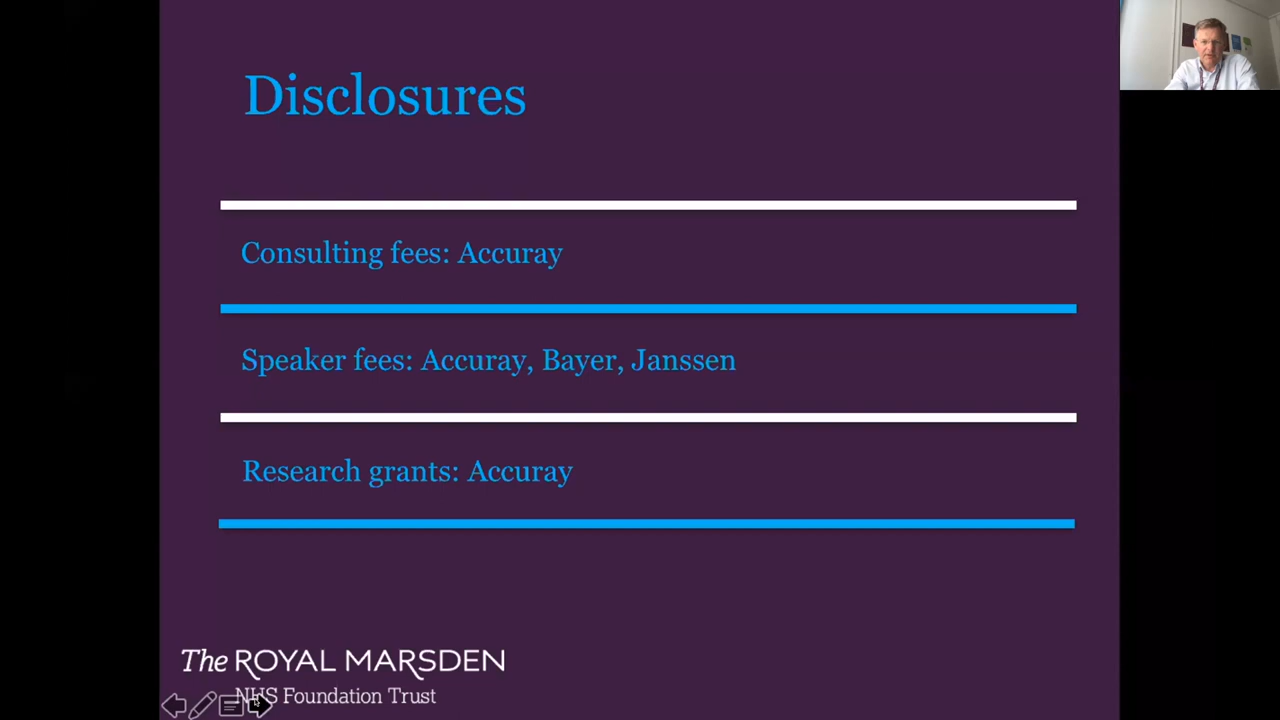 Disclosures
Consulting fees: Accuray
Speaker fees: Accuray, Bayer, Janssen
Research grants: Accuray
The ROYAL MARSDEN
NHS Foundation Trust